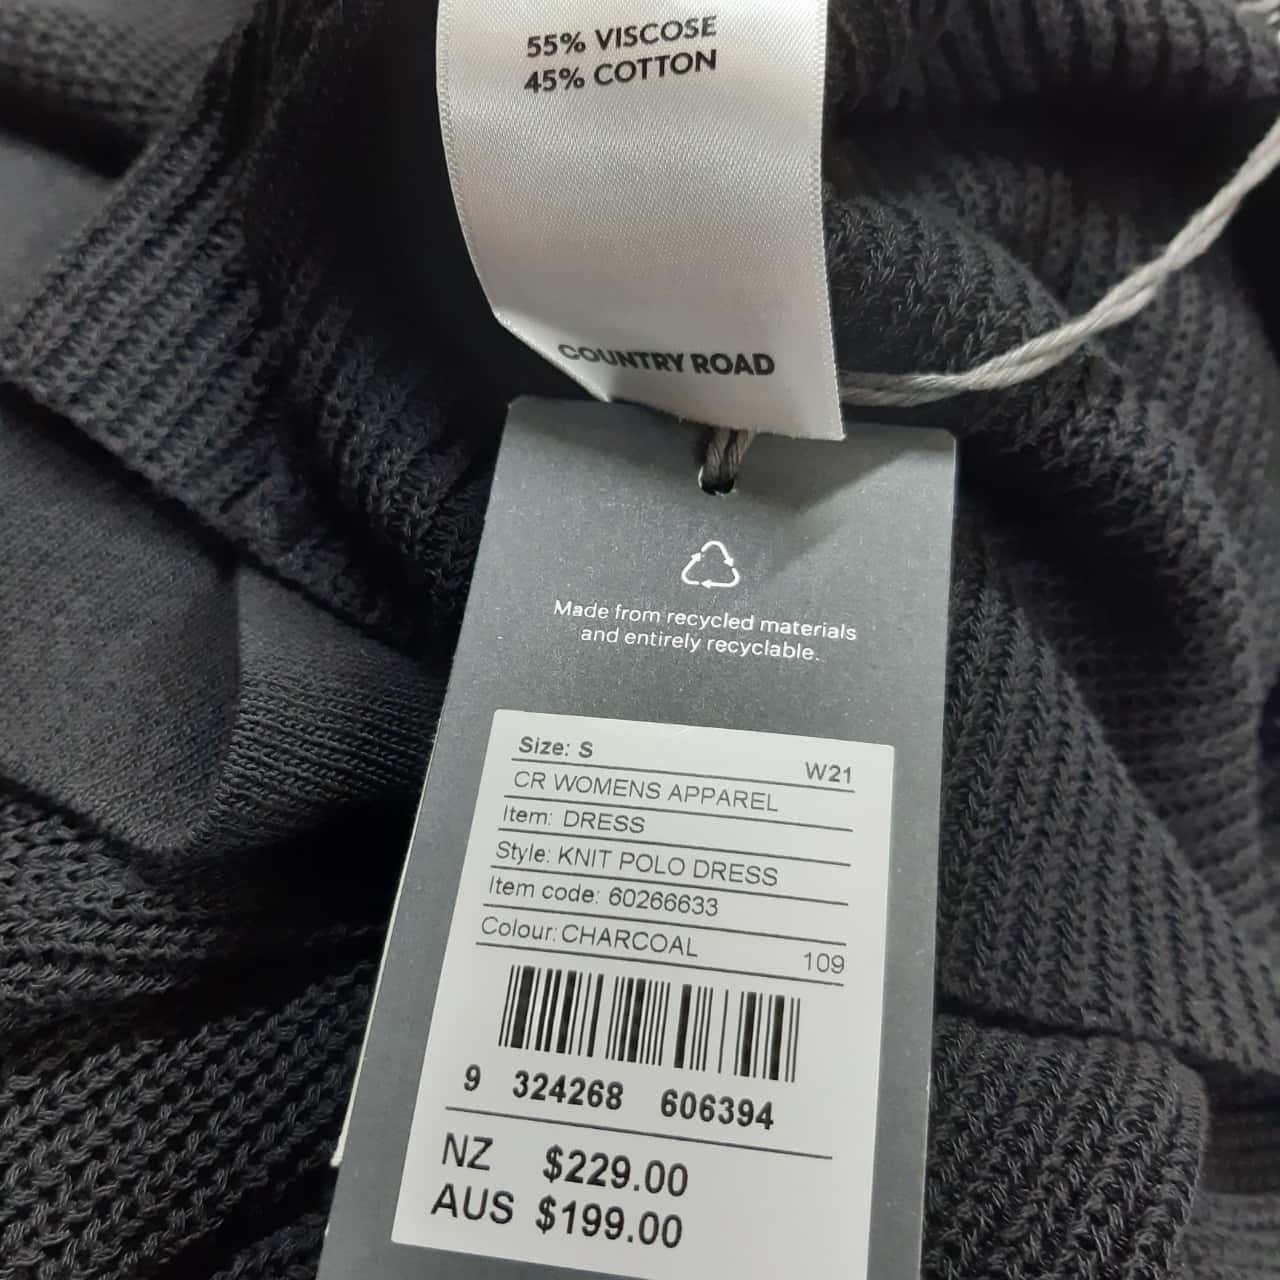 55% VISCOSE
45% COTTON
COUNTRY ROAD
Made from recycled materials
and entirely recyclable.
Size: S W21
CR WOMENS APPAREL
Item: DRESS
Style: KNIT POLO DRESS
Item code: 60266633
Colour: CHARCOAL 109
9 324268 606394
NZ $229.00
AUS $199.00